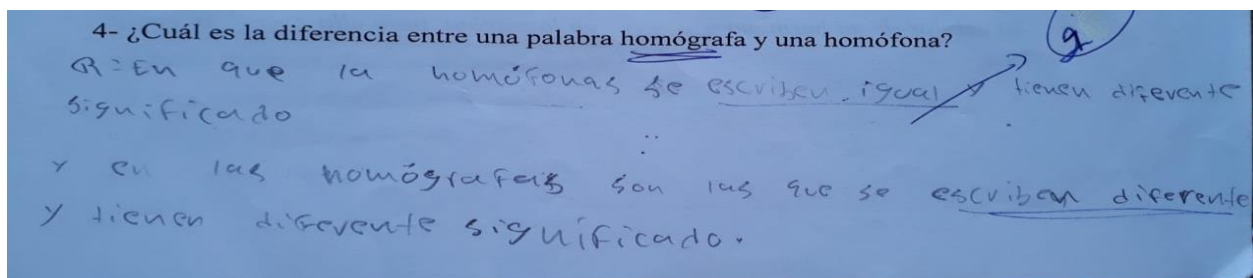 4- ¿Cuál es la diferencia entre una palabra homógrafa y una homófona?
R= En que la homófonas se escriben igual y tienen diferente
significado
y en las homógrafas son las que se escriben diferente
y tienen diferente significado.